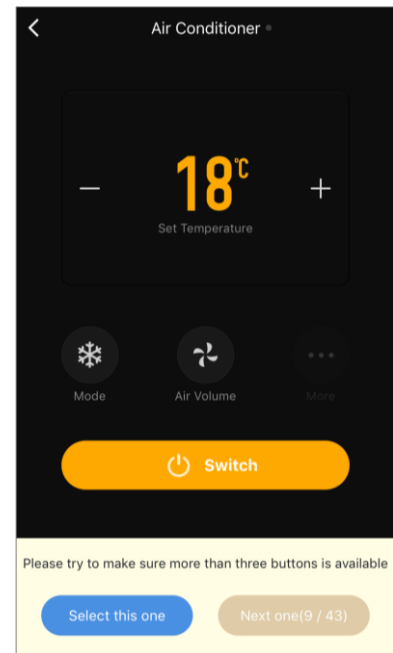 Air Conditioner
18°C
Set Temperature
Mode Air Volume More
Switch
Please try to make sure more than three buttons is available
Select this one Next one(9 / 43)